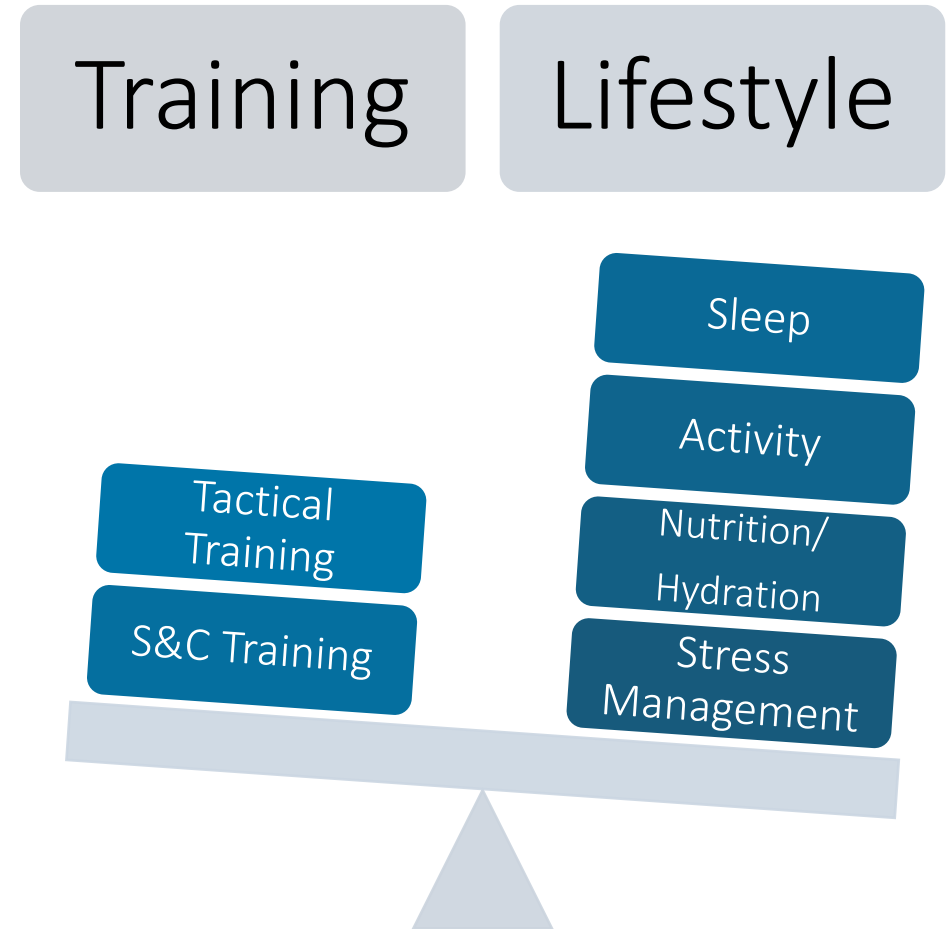 Training
Lifestyle
Tactical
Training
S&C Training
Sleep
Activity
Nutrition/
Hydration
Stress
Management